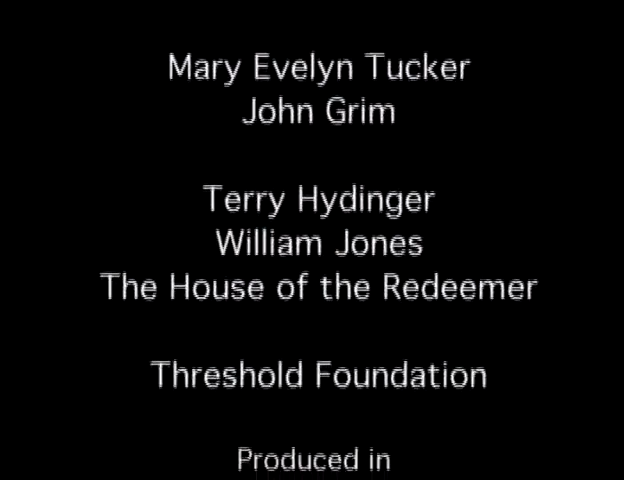 Mary Evelyn Tucker
John Grim
Terry Hydinger
William Jones
The House of the Redeemer
Threshold Foundation
Produced in